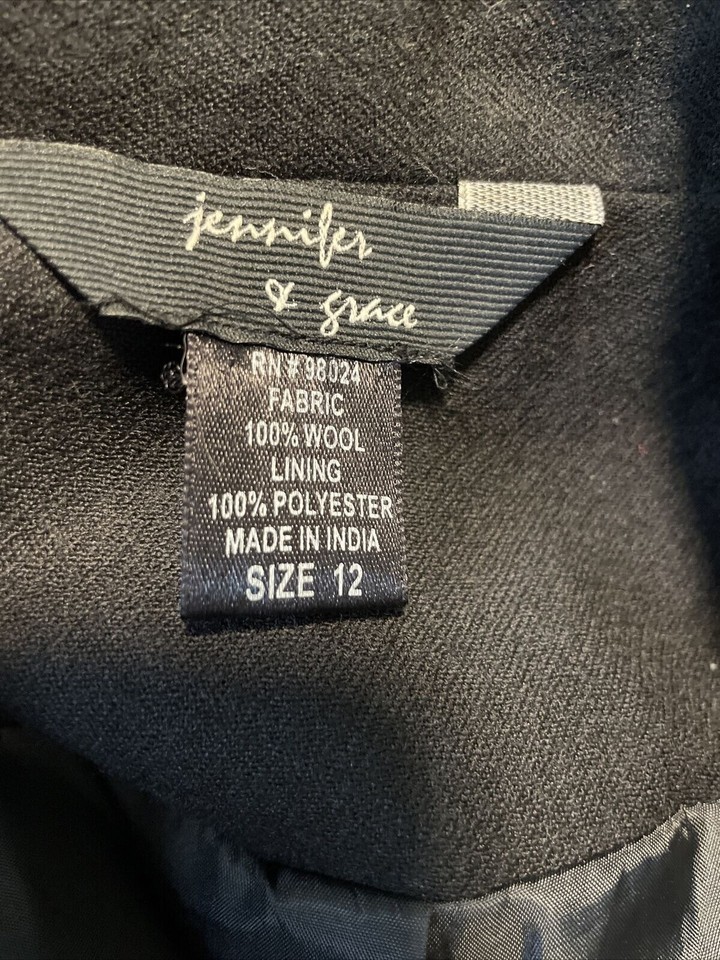 jennifer
& grace
RN# 98024
FABRIC
100% WOOL
LINING
100% POLYESTER
MADE IN INDIA
SIZE 12